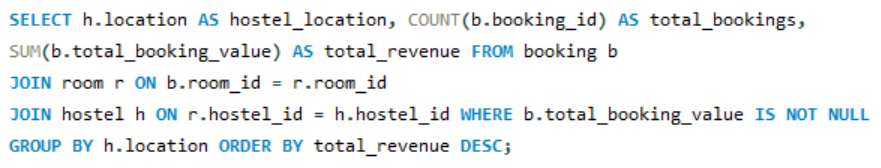 SELECT h.location AS hostel_location, COUNT(b.booking_id) AS total_bookings,
SUM(b.total_booking_value) AS total_revenue FROM booking b
JOIN room r ON b.room_id = r.room_id
JOIN hostel h ON r.hostel_id = h.hostel_id WHERE b.total_booking_value IS NOT NULL
GROUP BY h.location ORDER BY total_revenue DESC;